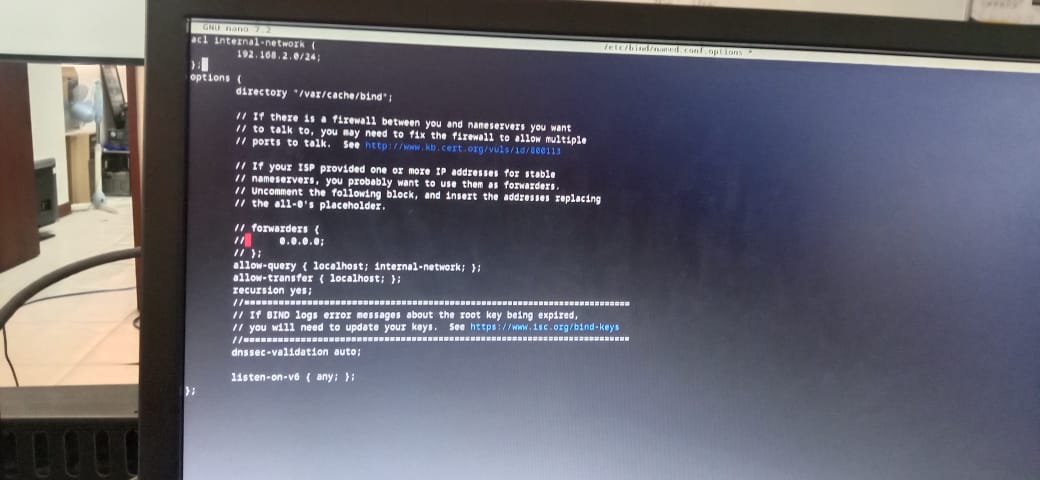 GNU nano 7.2
/etc/bind/named.conf.options *
acl internal-network {
192.168.2.0/24;
};
options {
directory "/var/cache/bind";
// If there is a firewall between you and nameservers you want
// to talk to, you may need to fix the firewall to allow multiple
// ports to talk.  See http://www.kb.cert.org/vuls/id/800113
// If your ISP provided one or more IP addresses for stable
// nameservers, you probably want to use them as forwarders.
// Uncomment the following block, and insert the addresses replacing
// the all-0's placeholder.
// forwarders {
//      0.0.0.0;
// };
allow-query { localhost; internal-network; };
allow-transfer { localhost; };
recursion yes;
//========================================================================
// If BIND logs error messages about the root key being expired,
// you will need to update your keys.  See https://www.isc.org/bind-keys
//========================================================================
dnssec-validation auto;
listen-on-v6 { any; };
};